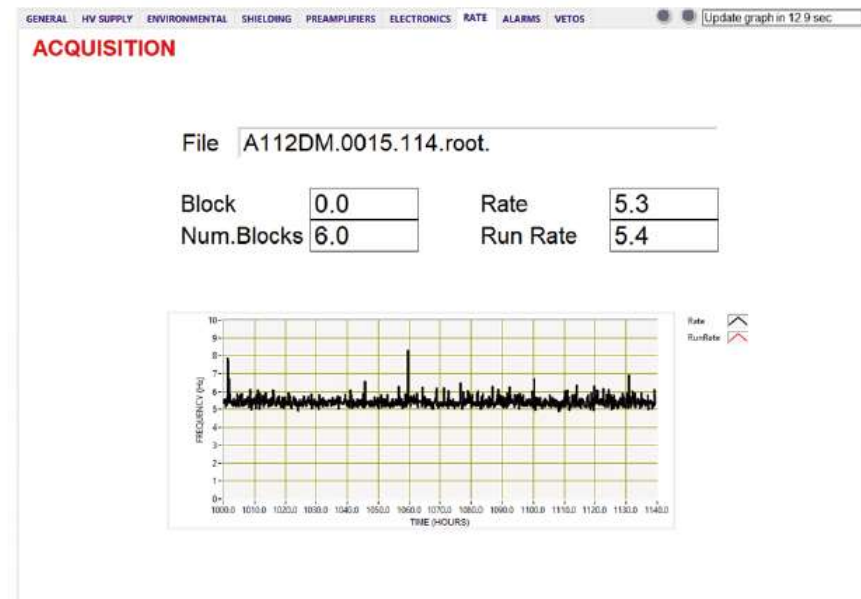 GENERAL HV SUPPLY ENVIRONMENTAL SHIELDING PREAMPLIFIERS ELECTRONICS RATE ALARMS VETOS Update graph in 12.9 sec
ACQUISITION
File A112DM.0015.114.root.
Block 0.0 Rate 5.3
Num.Blocks 6.0 Run Rate 5.4
Rate
RunRate
FREQUENCY (Hz)
10
9
8
7
6
5
4
3
2
1
0
1000.0 1010.0 1020.0 1030.0 1040.0 1050.0 1060.0 1070.0 1080.0 1090.0 1100.0 1110.0 1120.0 1130.0 1140.0
TIME (HOURS)